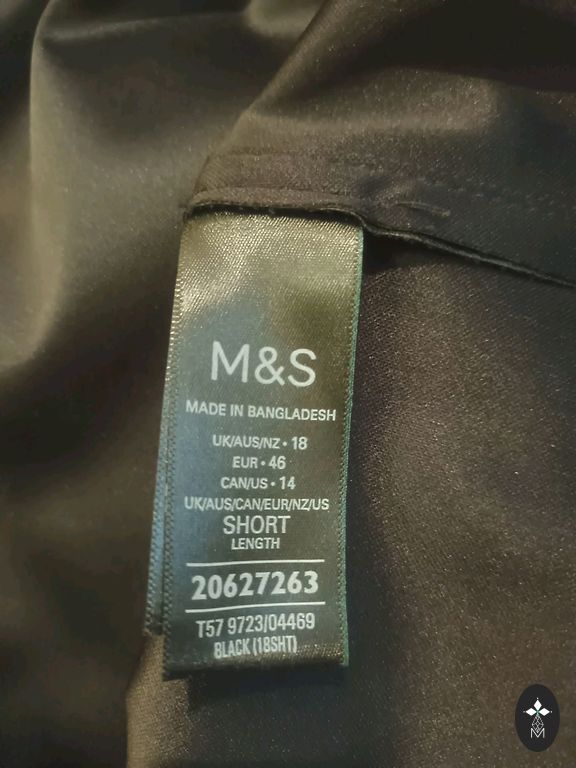 M&S
MADE IN BANGLADESH
UK/AUS/NZ • 18
EUR • 46
CAN/US • 14
UK/AUS/CAN/EUR/NZ/US
SHORT
LENGTH
20627263
T57 9723/04469
BLACK (18SHT)
M